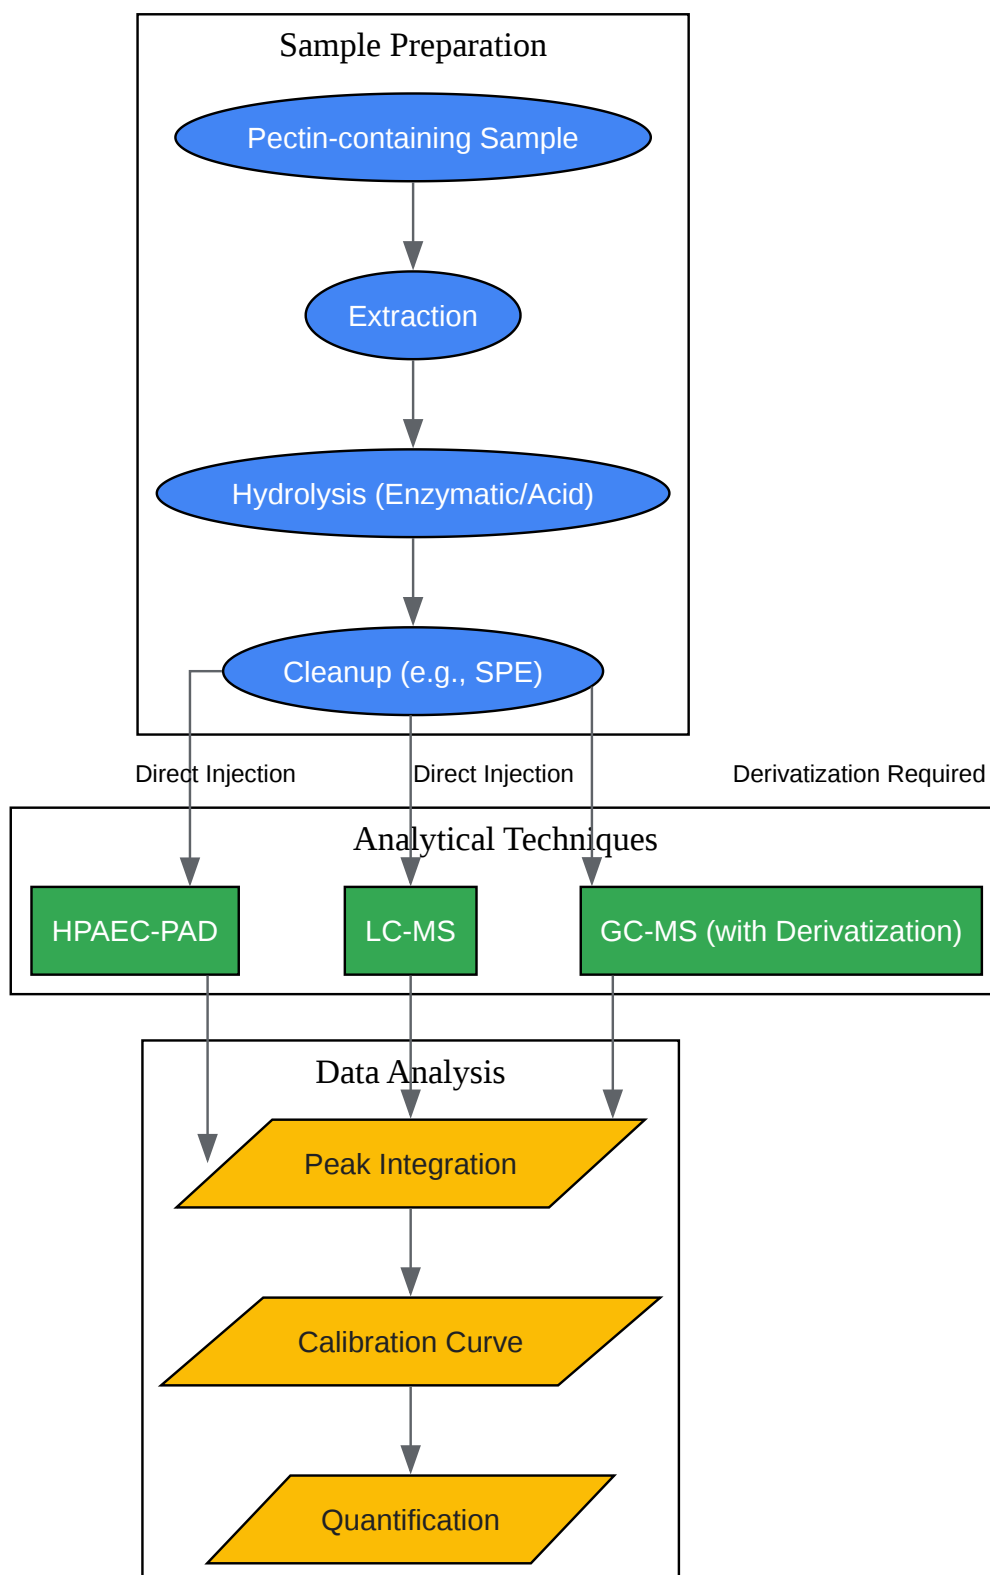 Sample Preparation
Pectin-containing Sample
Extraction
Hydrolysis (Enzymatic/Acid)
Cleanup (e.g., SPE)
Direct Injection
Direct Injection
Derivatization Required
Analytical Techniques
HPAEC-PAD
LC-MS
GC-MS (with Derivatization)
Data Analysis
Peak Integration
Calibration Curve
Quantification